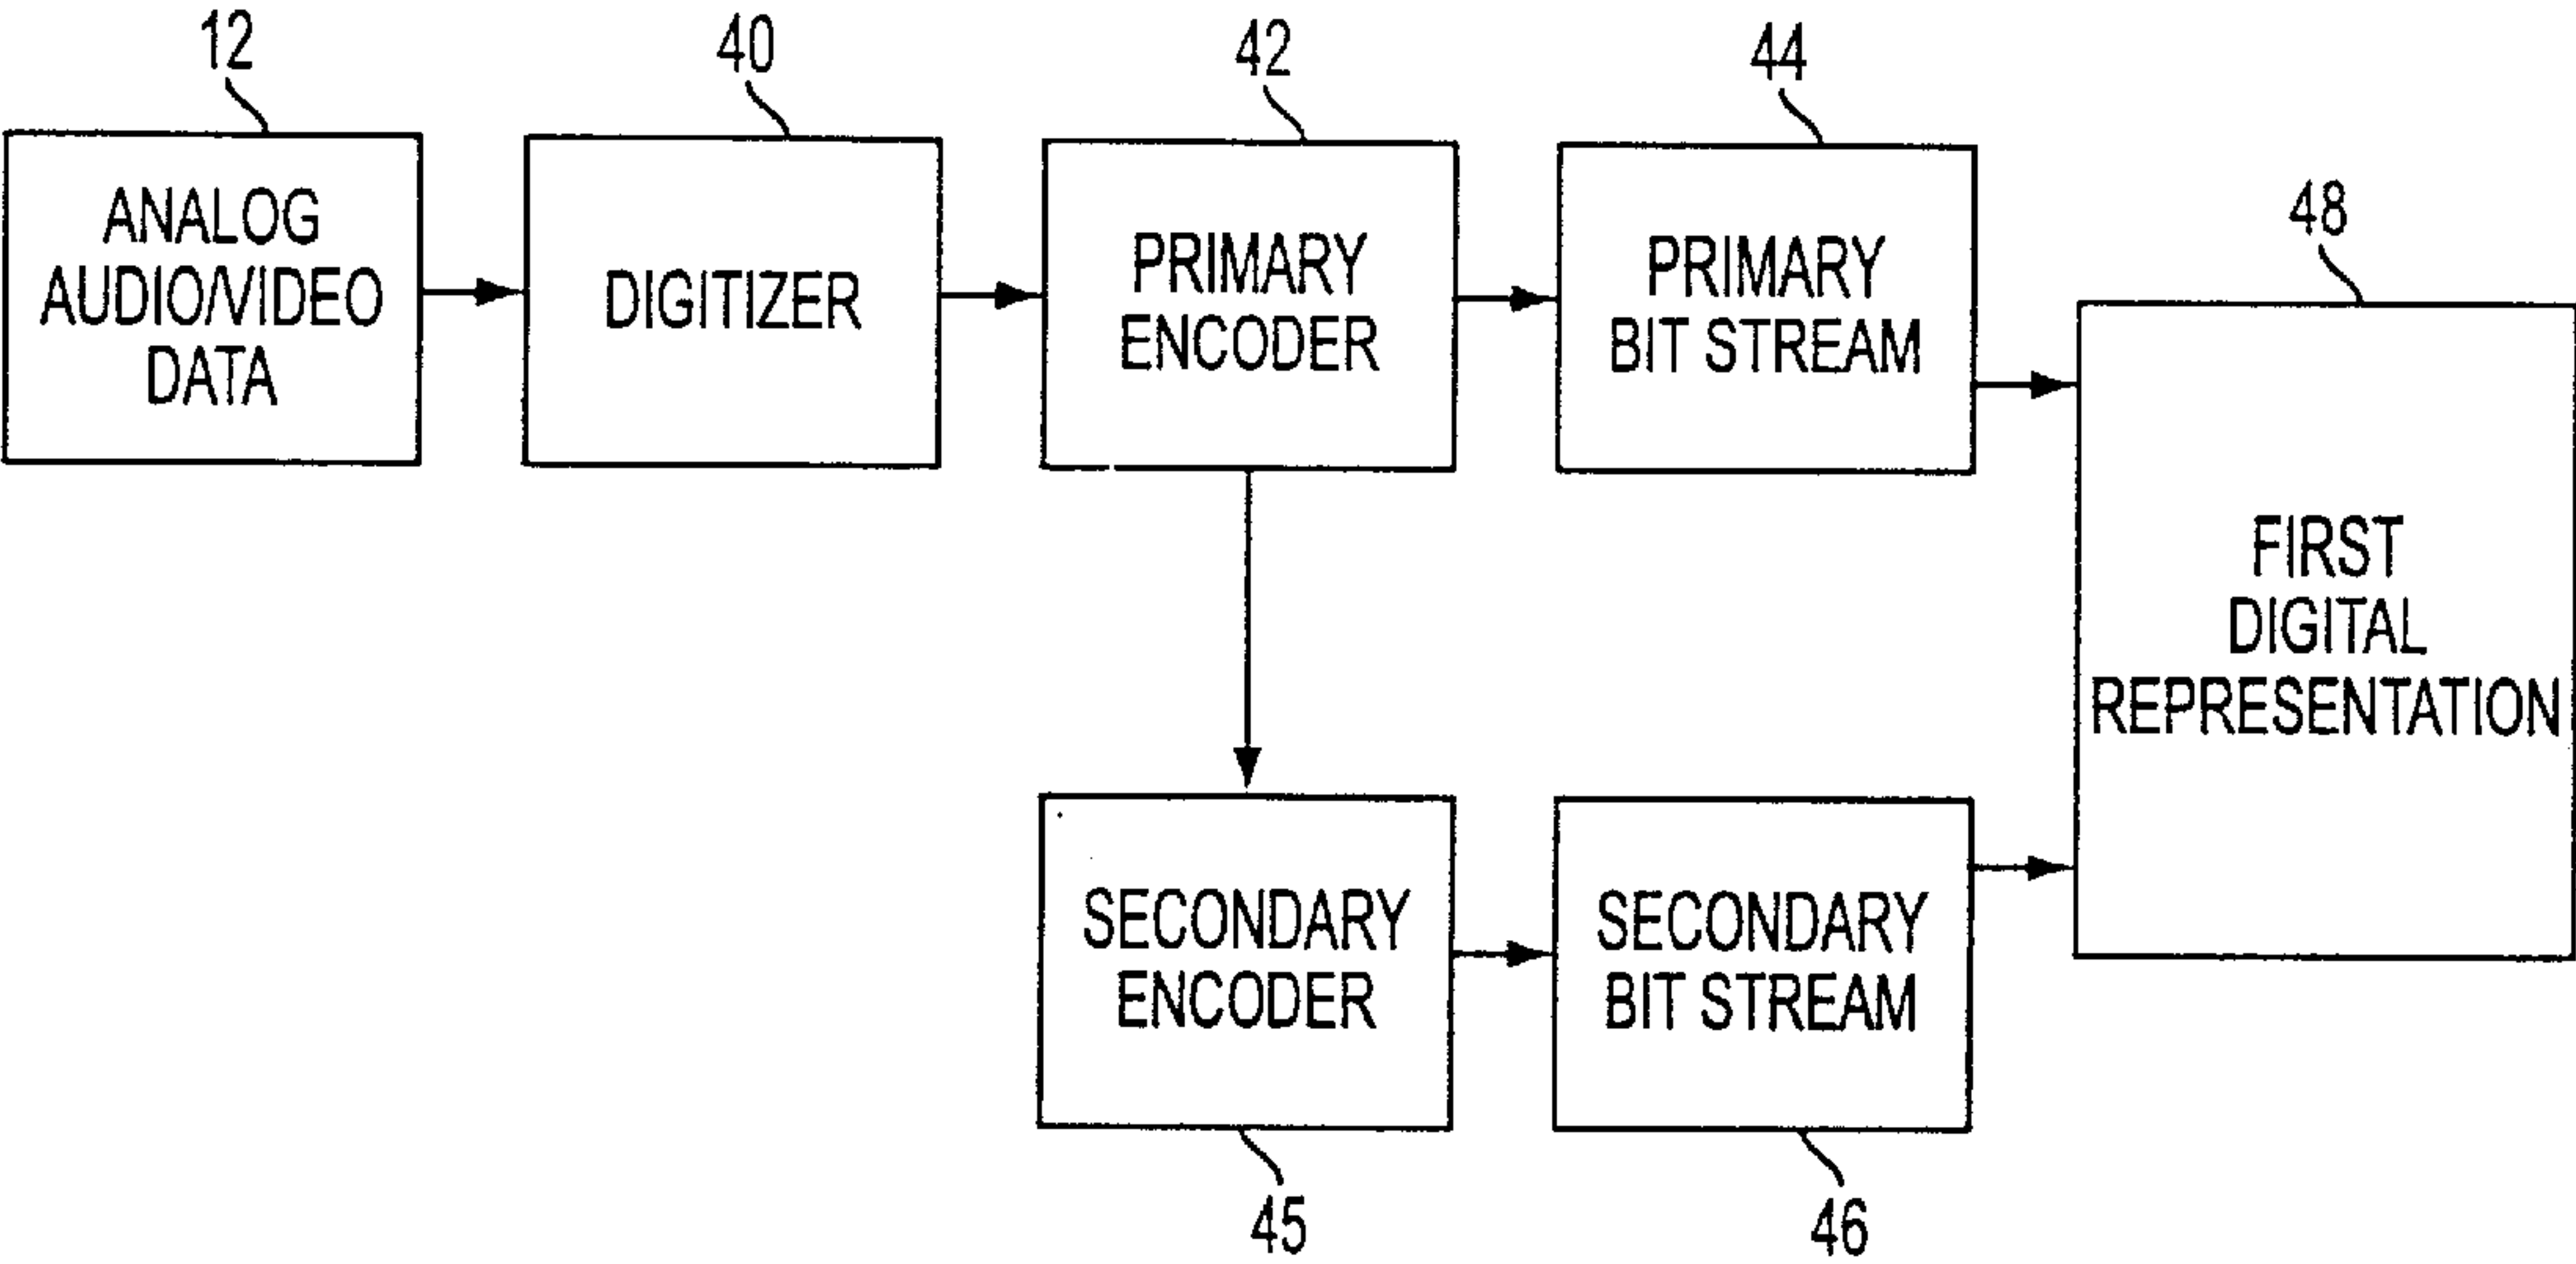 12
40
42
44
48
ANALOG
AUDIO/VIDEO
DATA
DIGITIZER
PRIMARY
ENCODER
PRIMARY
BIT STREAM
FIRST
DIGITAL
REPRESENTATION
SECONDARY
ENCODER
SECONDARY
BIT STREAM
45
46